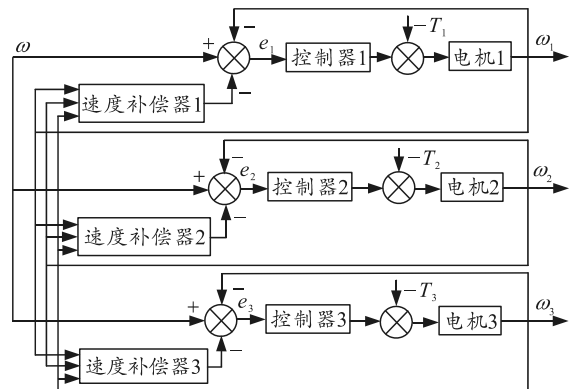 −
−T₁
ω
+
e₁
控制器1
电机1
ω₁
−
速度补偿器1
−
−T₂
ω₂
+
e₂
控制器2
电机2
−
速度补偿器2
−
−T₃
+
e₃
控制器3
电机3
ω₃
−
速度补偿器3